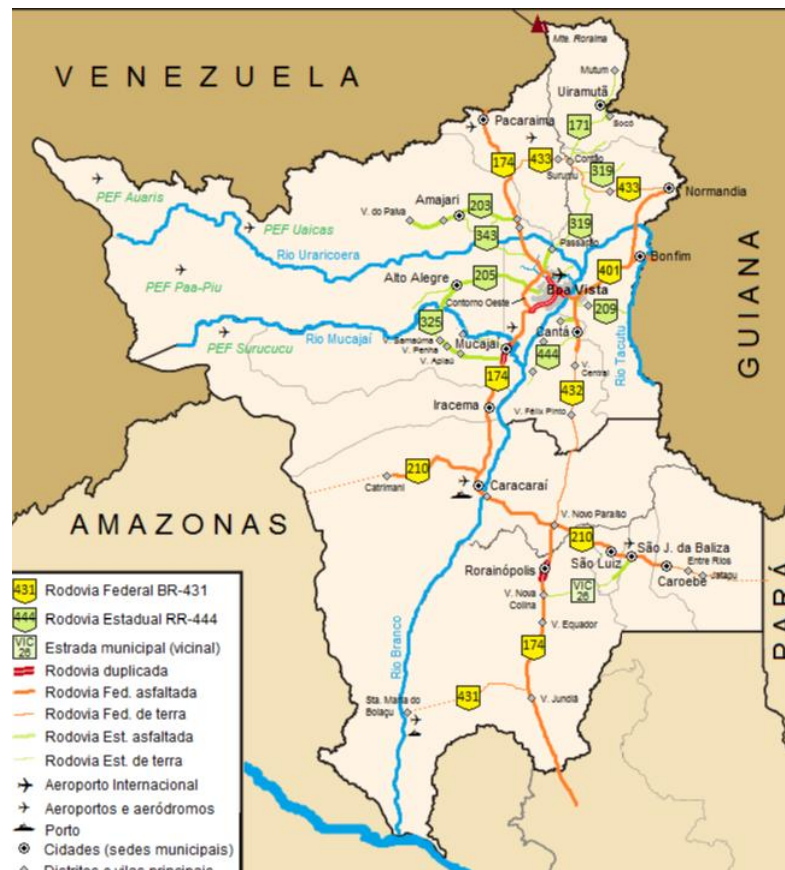 Mte. Roraima
VENEZUELA
Mutum
Uiramutã
Socó
171
Pacaraima
174
433
Contão
Surumu
319
433
Normandia
PEF Auaris
Amajari
203
V. do Paiva
343
319
Passarão
PEF Uaicas
Rio Uraricoera
Bonfim
401
Alto Alegre
205
Boa Vista
Contorno Oeste
PEF Paa-Piu
209
GUIANA
325
Cantá
Rio Mucajaí
V. Samaúma
V. Penha
V. Apiaú
Mucajaí
444
PEF Surucucu
Rio Tacutu
174
V. Central
432
Iracema
V. Félix Pinto
210
Catrimani
Caracaraí
AMAZONAS
V. Novo Paraíso
210
São J. da Baliza
São Luiz
Entre Rios
Jatapu
Caroebe
Rorainópolis
VIC 26
V. Nova Colina
V. Equador
PARÁ
Rio Branco
174
Sta. Maria do Boiaçu
431
V. Jundiá
431 Rodovia Federal BR-431
444 Rodovia Estadual RR-444
VIC 26 Estrada municipal (vicinal)
Rodovia duplicada
Rodovia Fed. asfaltada
Rodovia Fed. de terra
Rodovia Est. asfaltada
Rodovia Est. de terra
Aeroporto Internacional
Aeroportos e aeródromos
Porto
Cidades (sedes municipais)
Distritos e vilas principais